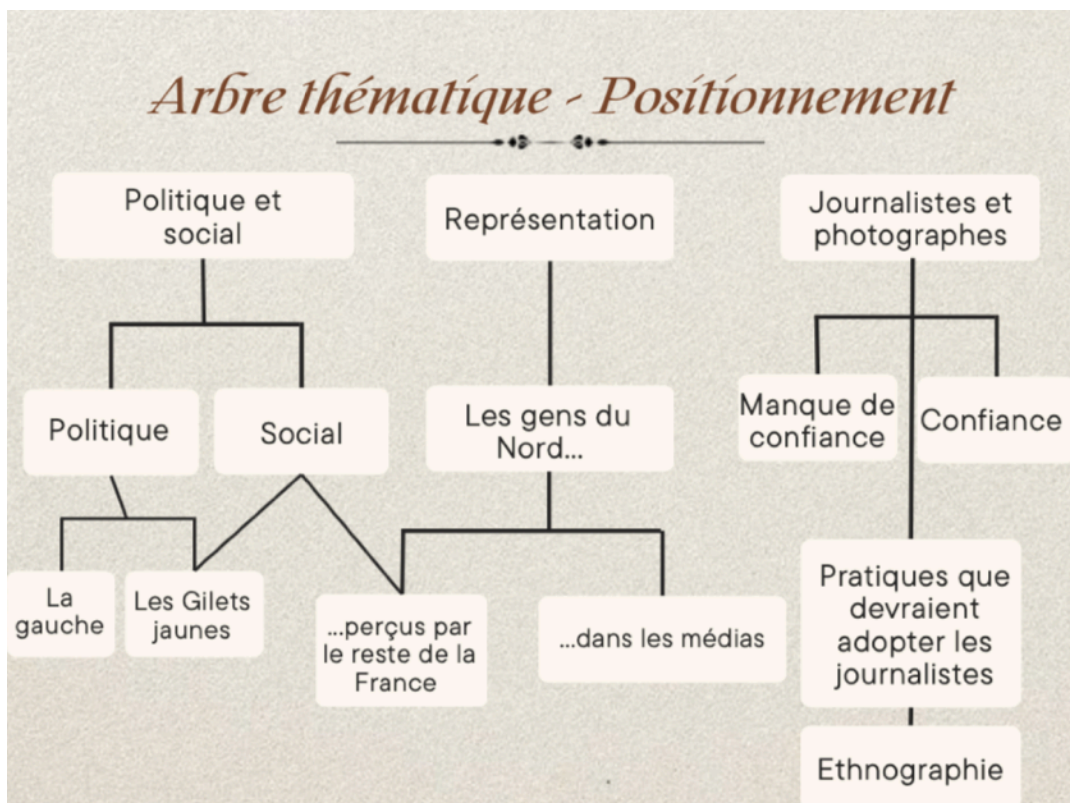 Arbre thématique - Positionnement
Politique et
social
Représentation
Journalistes et
photographes
Politique
Social
Les gens du
Nord...
Manque de
confiance
Confiance
La
gauche
Les Gilets
jaunes
...perçus par
le reste de la
France
...dans les médias
Pratiques que
devraient
adopter les
journalistes
Ethnographie